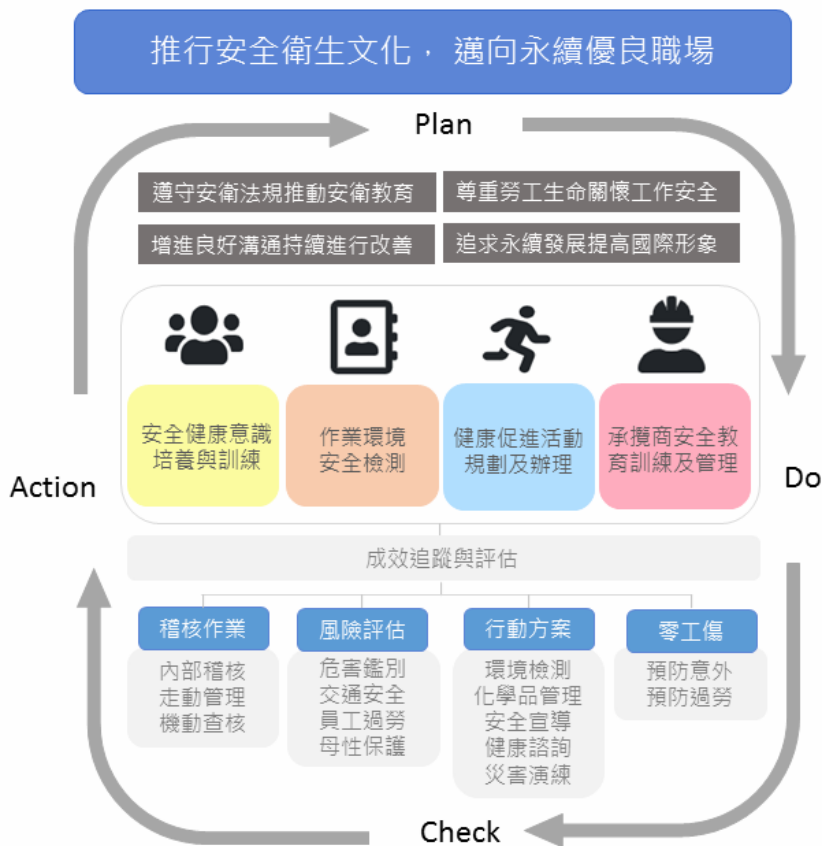 推行安全衛生文化， 邁向永續優良職場
Plan
遵守安衛法規推動安衛教育
尊重勞工生命關懷工作安全
增進良好溝通持續進行改善
追求永續發展提高國際形象
安全健康意識
培養與訓練
作業環境
安全檢測
健康促進活動
規劃及辦理
承攬商安全教
育訓練及管理
Action
Do
成效追蹤與評估
稽核作業
內部稽核
走動管理
機動查核
風險評估
危害鑑別
交通安全
員工過勞
母性保護
行動方案
環境檢測
化學品管理
安全宣導
健康諮詢
災害演練
零工傷
預防意外
預防過勞
Check